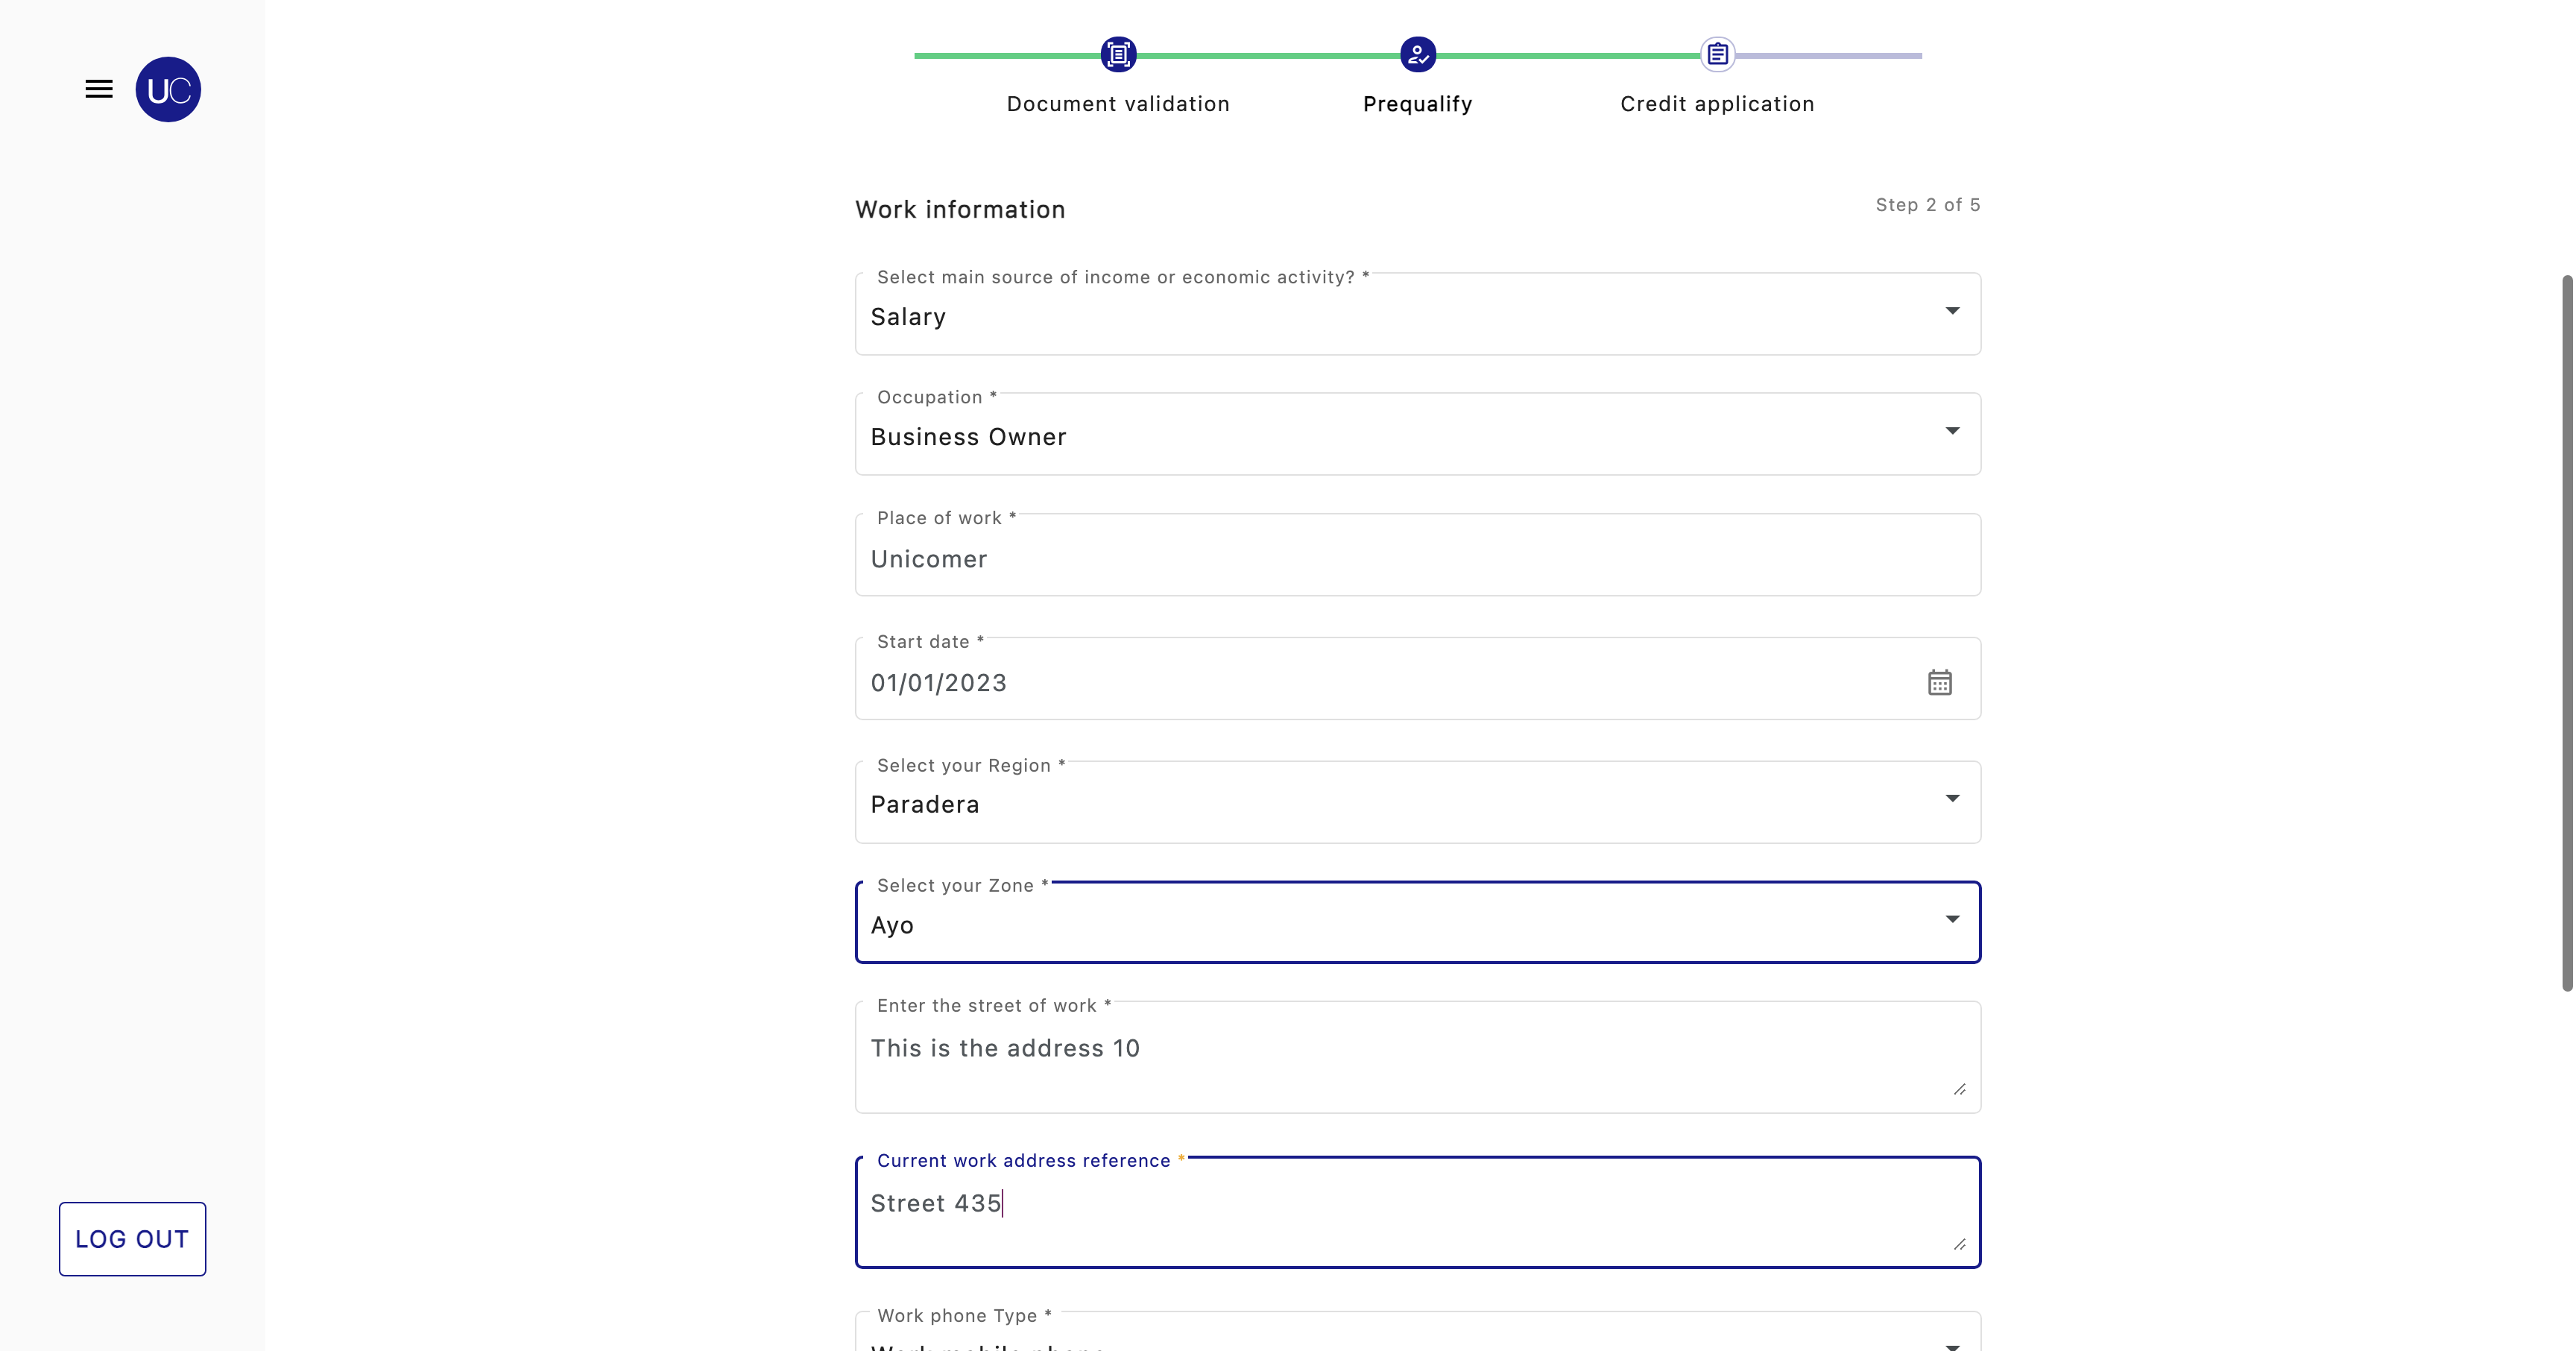 UC
Document validation
Prequalify
Credit application
Work information
Step 2 of 5
Select main source of income or economic activity? *
Salary
Occupation *
Business Owner
Place of work *
Unicomer
Start date *
01/01/2023
Select your Region *
Paradera
Select your Zone *
Ayo
Enter the street of work *
This is the address 10
Current work address reference *
Street 435
LOG OUT
Work phone Type *
Work mobile phone